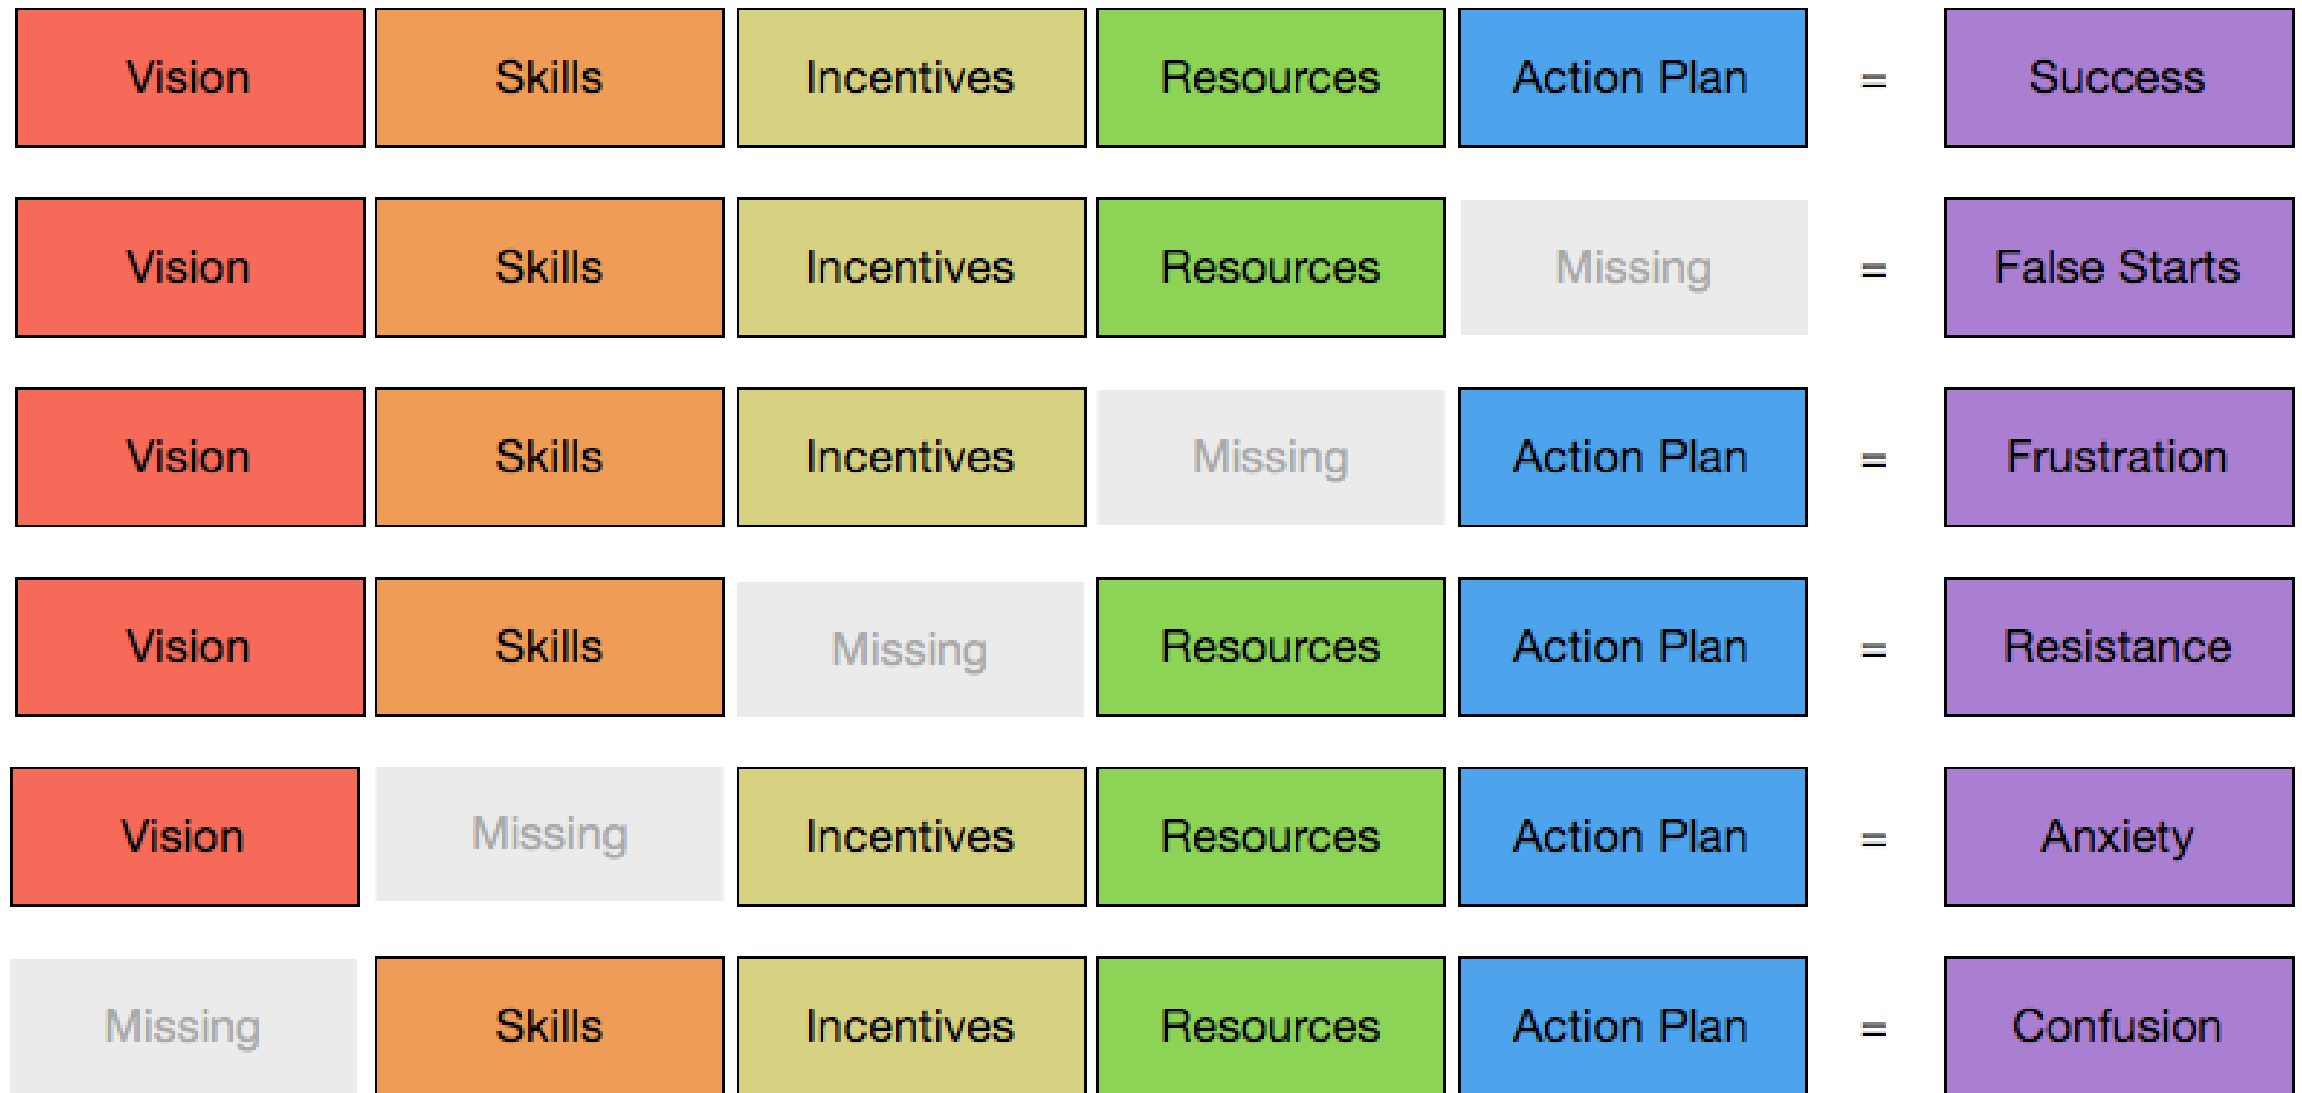 Vision Skills Incentives Resources Action Plan = Success
Vision Skills Incentives Resources Missing = False Starts
Vision Skills Incentives Missing Action Plan = Frustration
Vision Skills Missing Resources Action Plan = Resistance
Vision Missing Incentives Resources Action Plan = Anxiety
Missing Skills Incentives Resources Action Plan = Confusion